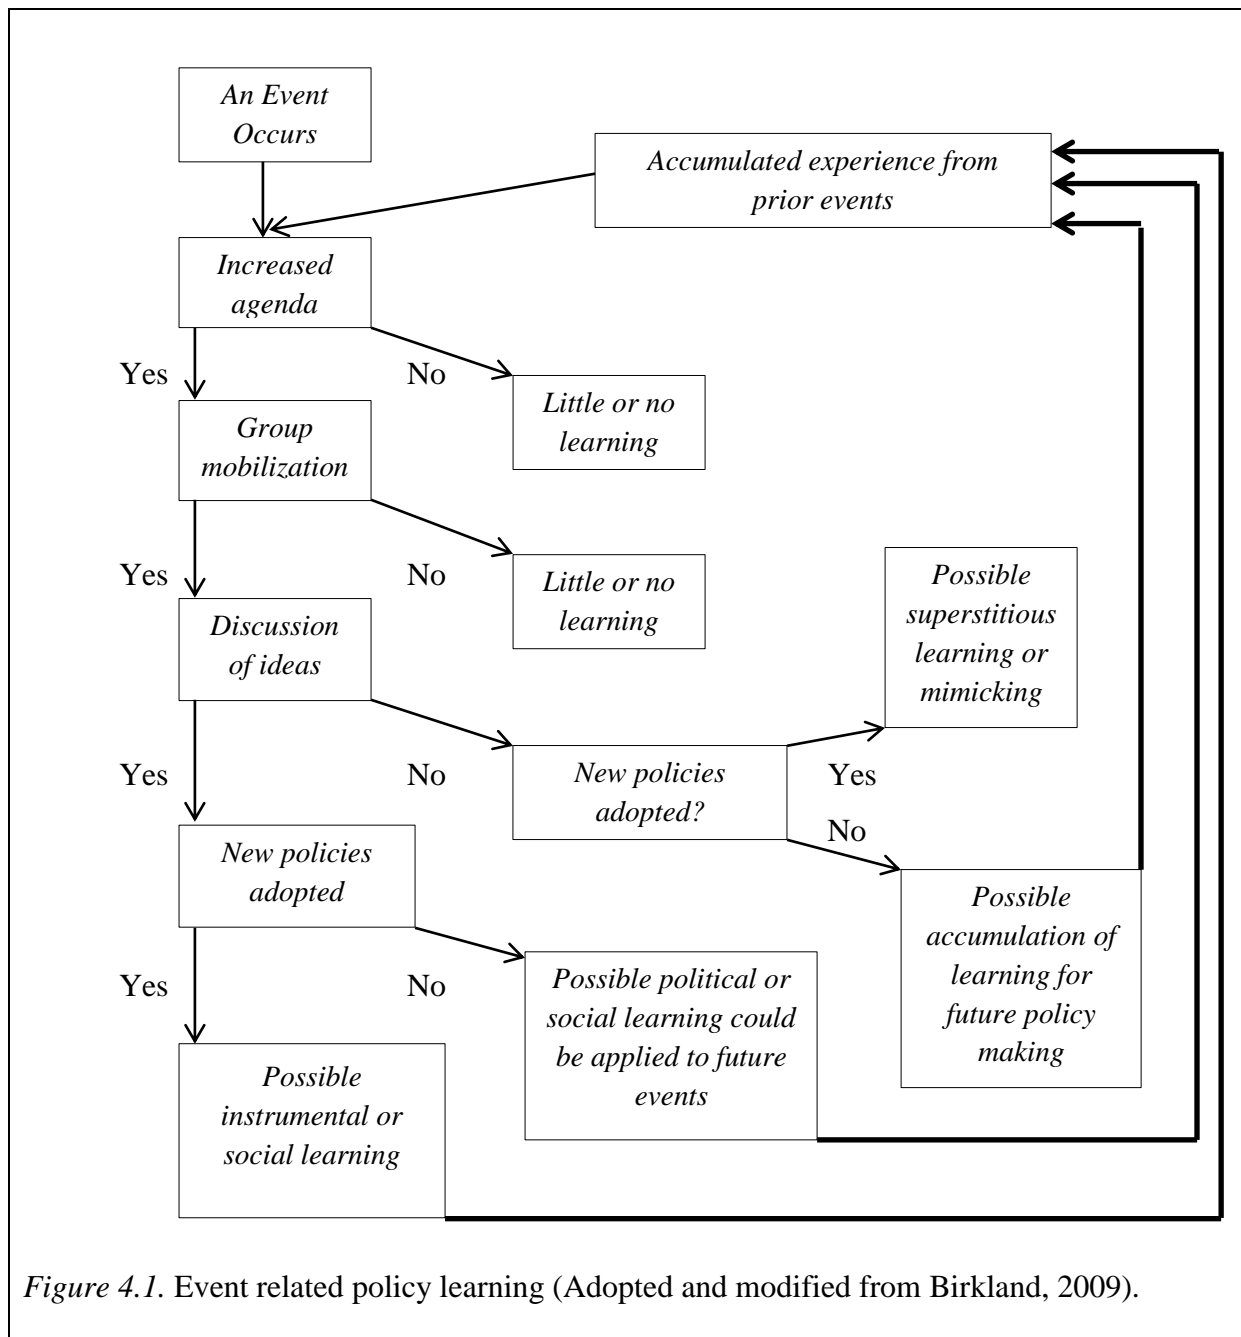 An Event
Occurs
Accumulated experience from
prior events
Increased
agenda
Yes
No
Little or no
learning
Group
mobilization
Yes
No
Little or no
learning
Possible
superstitious
learning or
mimicking
Discussion
of ideas
Yes
No
New policies
adopted?
Yes
No
New policies
adopted
Possible
accumulation of
learning for
future policy
making
Yes
No
Possible political or
social learning could
be applied to future
events
Possible
instrumental or
social learning
Figure 4.1. Event related policy learning (Adopted and modified from Birkland, 2009).